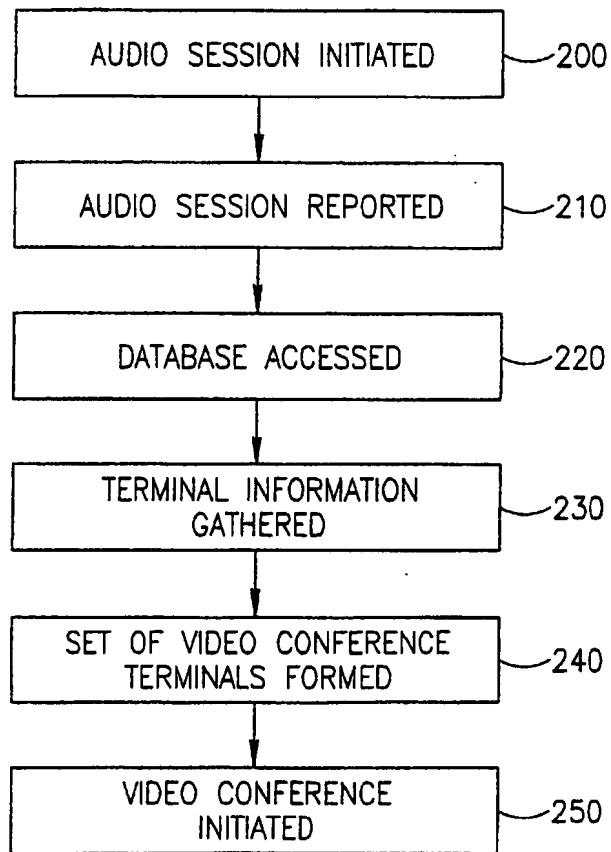 AUDIO SESSION INITIATED
200
AUDIO SESSION REPORTED
210
DATABASE ACCESSED
220
TERMINAL INFORMATION
GATHERED
230
SET OF VIDEO CONFERENCE
TERMINALS FORMED
240
VIDEO CONFERENCE
INITIATED
250